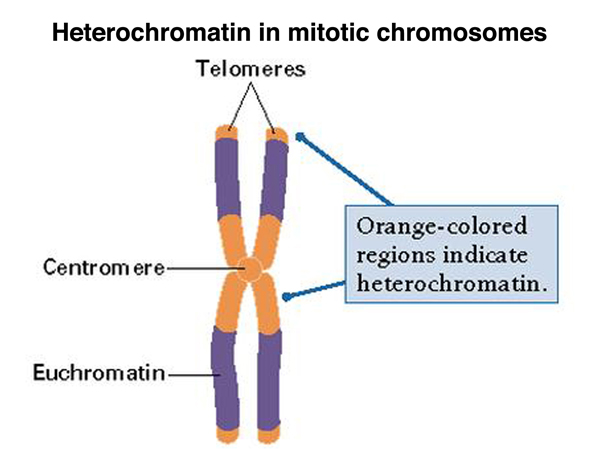 Heterochromatin in mitotic chromosomes
Telomeres
Orange-colored
regions indicate
heterochromatin.
Centromere
Euchromatin